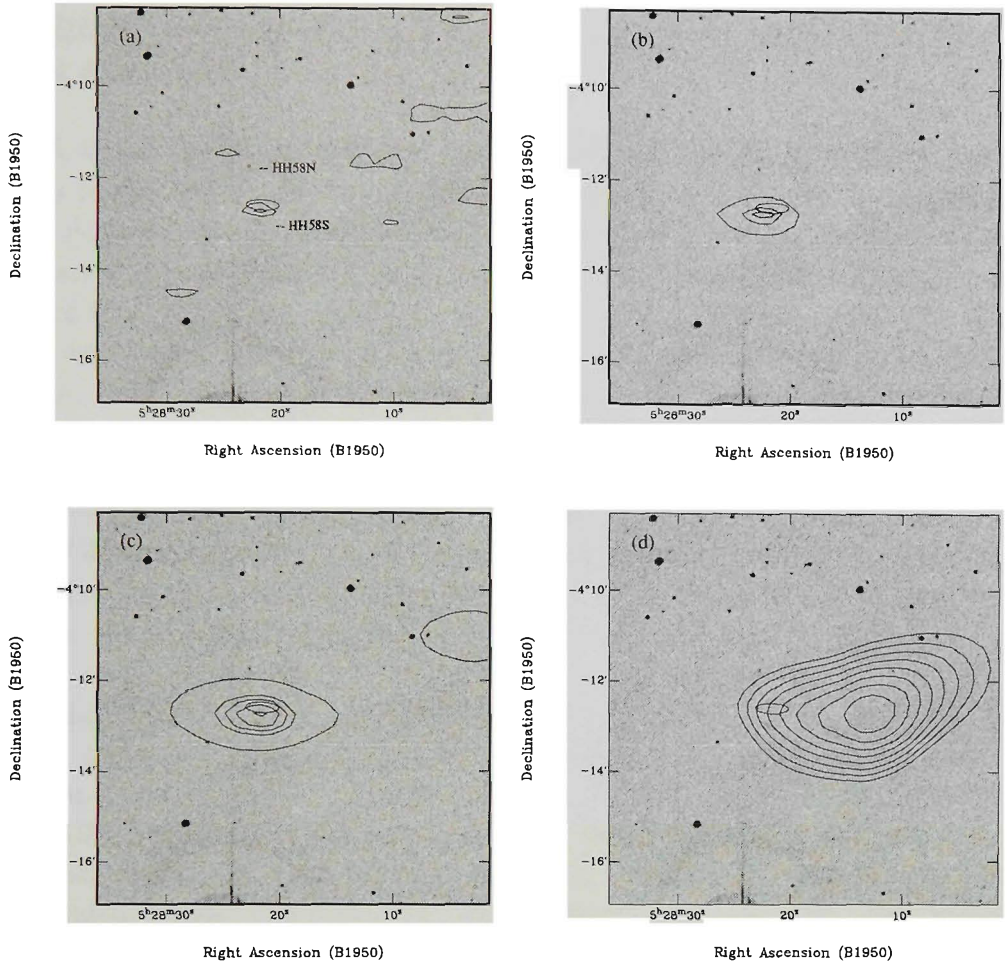 (a)
HH58N
HH58S
−4°10′
−12′
−14′
−16′
5ʰ28ᵐ30ˢ
20ˢ
10ˢ
Declination (B1950)
Right Ascension (B1950)
(b)
−4°10′
−12′
−14′
−16′
5ʰ28ᵐ30ˢ
20ˢ
10ˢ
Declination (B1950)
Right Ascension (B1950)
(c)
−4°10′
−12′
−14′
−16′
5ʰ28ᵐ30ˢ
20ˢ
10ˢ
Declination (B1950)
Right Ascension (B1950)
(d)
−4°10′
−12′
−14′
−16′
5ʰ28ᵐ30ˢ
20ˢ
10ˢ
Declination (B1950)
Right Ascension (B1950)